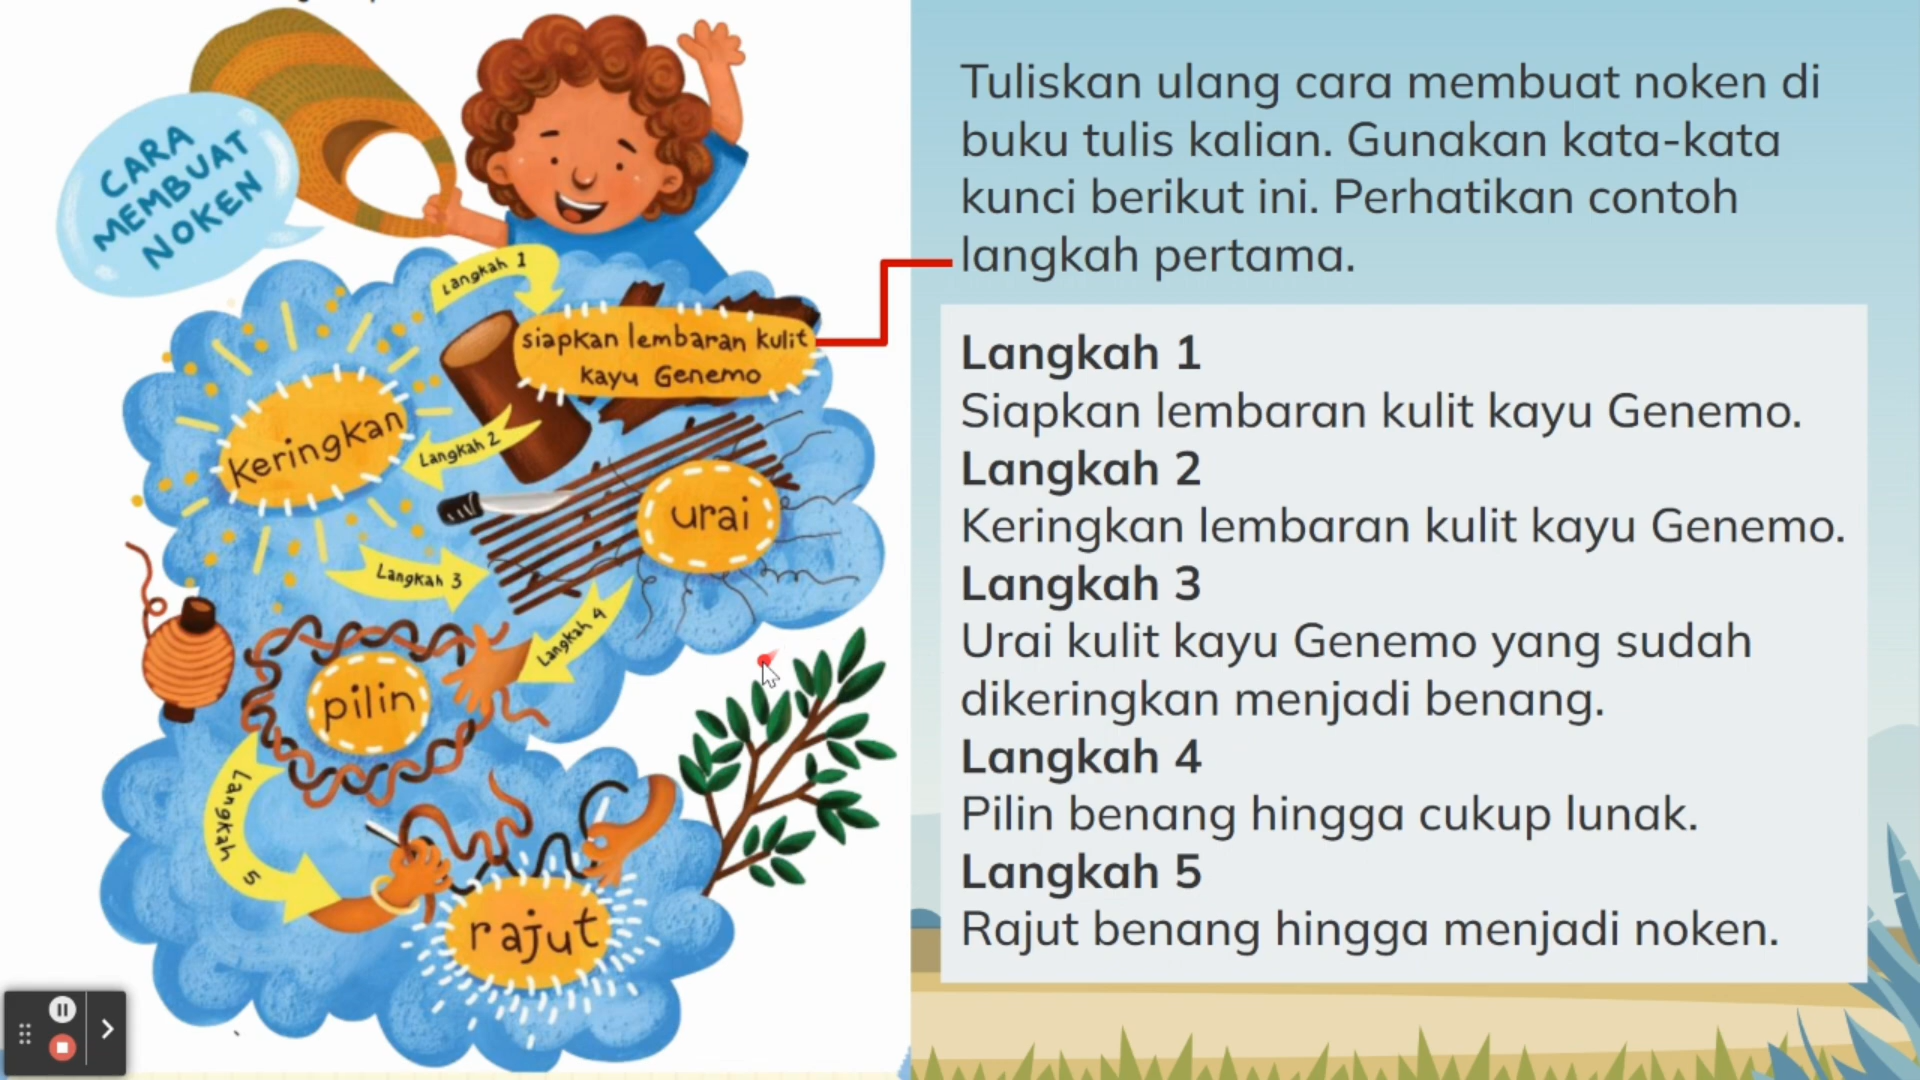 CARA
MEMBUAT
NOKEN
Langkah 1
siapkan lembaran kulit
kayu Genemo
Langkah 2
keringkan
Langkah 3
urai
Langkah 4
pilin
Langkah 5
rajut
Tuliskan ulang cara membuat noken di
buku tulis kalian. Gunakan kata-kata
kunci berikut ini. Perhatikan contoh
langkah pertama.
Langkah 1
Siapkan lembaran kulit kayu Genemo.
Langkah 2
Keringkan lembaran kulit kayu Genemo.
Langkah 3
Urai kulit kayu Genemo yang sudah
dikeringkan menjadi benang.
Langkah 4
Pilin benang hingga cukup lunak.
Langkah 5
Rajut benang hingga menjadi noken.